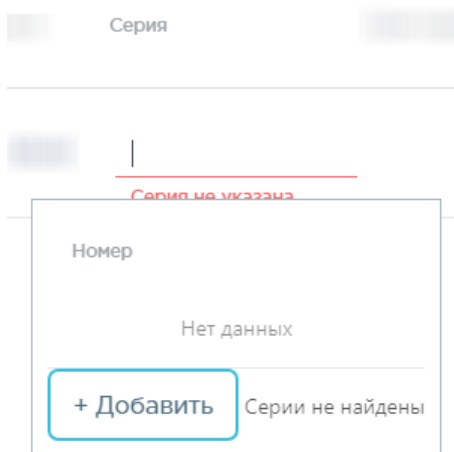 Серия
Серия не указана
Номер
Нет данных
+ Добавить Серии не найдены